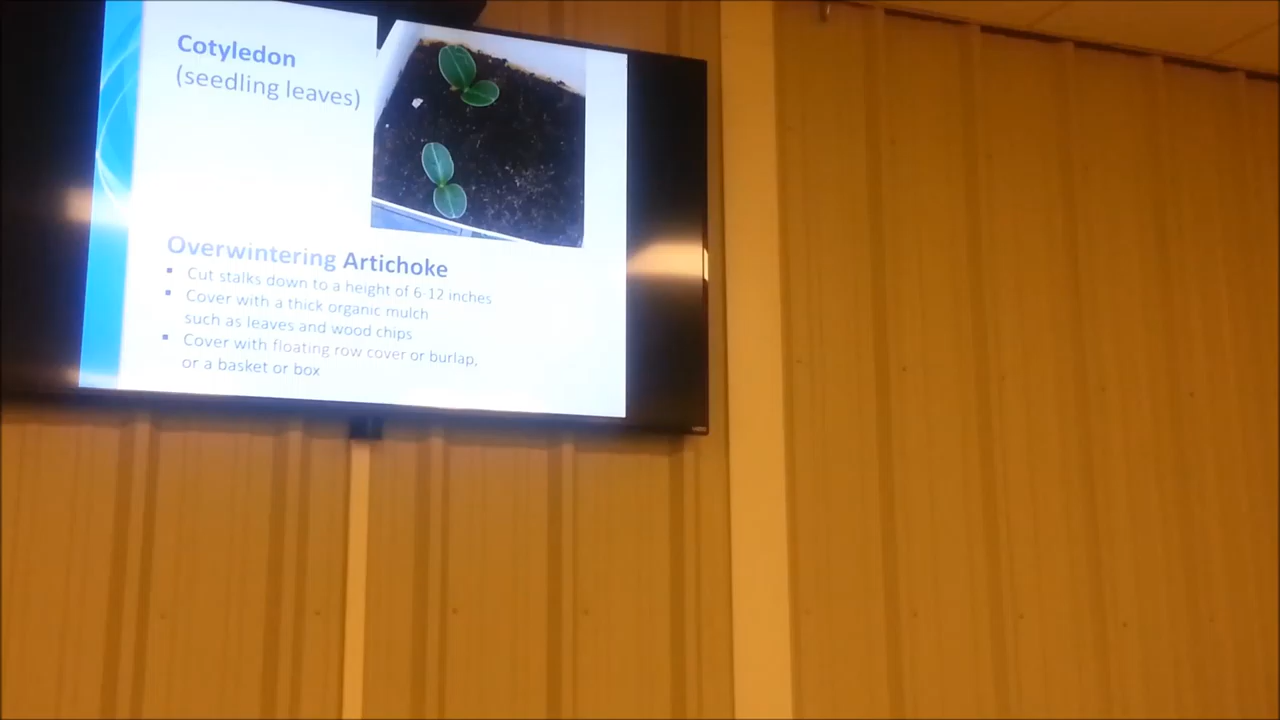 Cotyledon
(seedling leaves)
Overwintering Artichoke
▪ Cut stalks down to a height of 6-12 inches
▪ Cover with a thick organic mulch
such as leaves and wood chips
▪ Cover with floating row cover or burlap,
or a basket or box